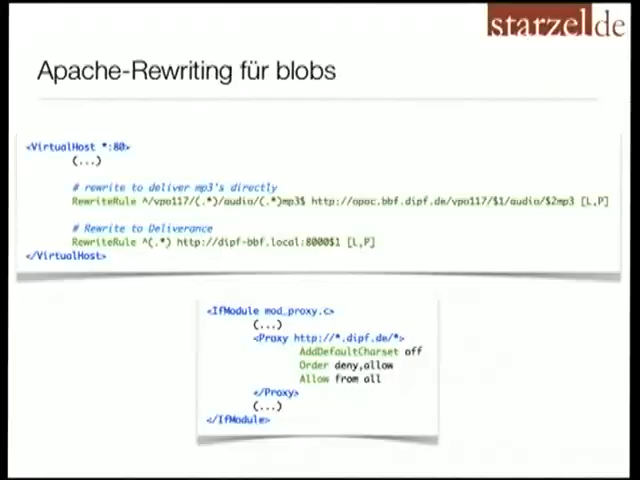 starzel.de
Apache-Rewriting für blobs
<VirtualHost *:80>
(...)
# rewrite to deliver mp3's directly
RewriteRule ^/vpa117/(.*)/audio/(.*)mp3$ http://opac.bbf.dipf.de/vpa117/$1/audio/$2mp3 [L,P]
# Rewrite to Deliverance
RewriteRule ^(.*) http://dipf-bbf.local:8000$1 [L,P]
</VirtualHost>
<IfModule mod_proxy.c>
(...)
<Proxy http://*.dipf.de/*>
AddDefaultCharset off
Order deny,allow
Allow from all
</Proxy>
(...)
</IfModule>